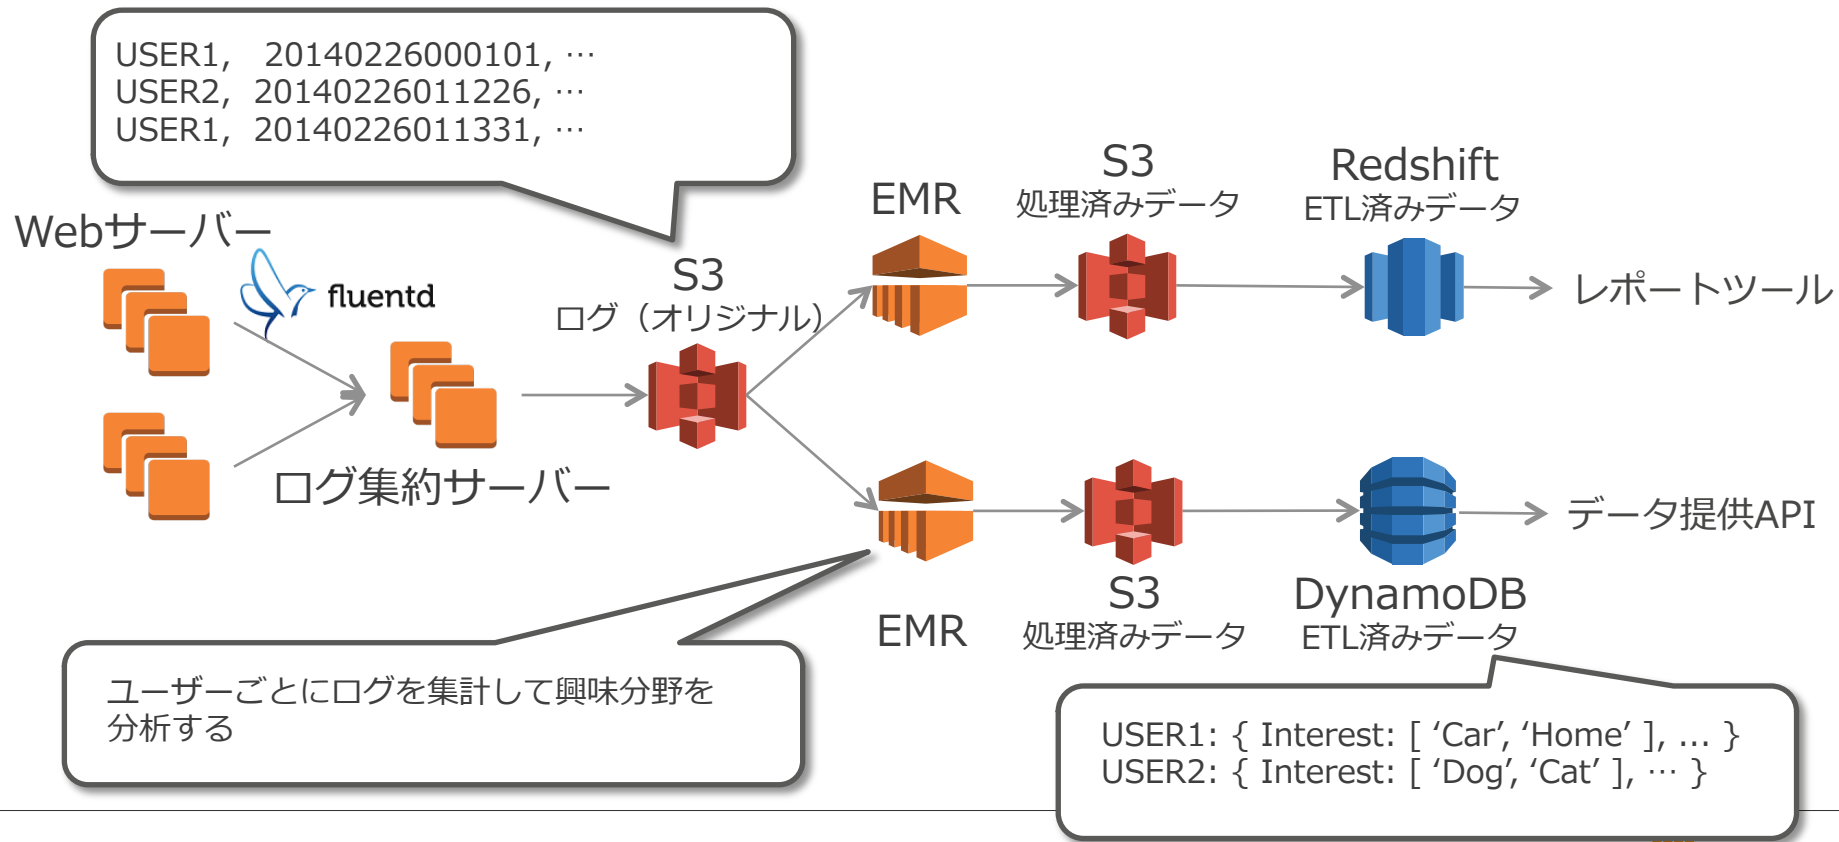 USER1, 20140226000101, …
USER2, 20140226011226, …
USER1, 20140226011331, …
Webサーバー
fluentd
ログ集約サーバー
S3
ログ（オリジナル）
EMR
S3
処理済みデータ
Redshift
ETL済みデータ
レポートツール
EMR
S3
処理済みデータ
DynamoDB
ETL済みデータ
データ提供API
ユーザーごとにログを集計して興味分野を
分析する
USER1: { Interest: [ ‘Car’, ‘Home’ ], ... }
USER2: { Interest: [ ‘Dog’, ‘Cat’ ], … }